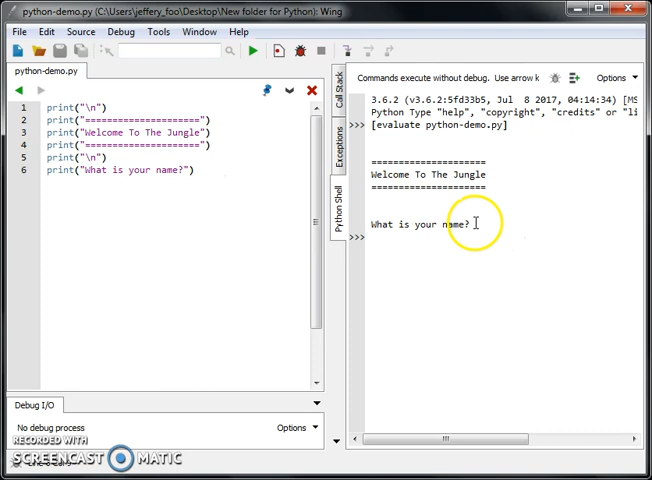 python-demo.py (C:\Users\jeffery_foo\Desktop\New folder for Python): Wing
File Edit Source Debug Tools Window Help
python-demo.py
1 print("\n")
2 print("====================")
3 print("Welcome To The Jungle")
4 print("====================")
5 print("\n")
6 print("What is your name?")
Call Stack
Exceptions
Python Shell
Commands execute without debug. Use arrow k
Options
3.6.2 (v3.6.2:5fd33b5, Jul 8 2017, 04:14:34) [MS
Python Type "help", "copyright", "credits" or "li
>>> [evaluate python-demo.py]
====================
Welcome To The Jungle
====================
What is your name?
>>>
Debug I/O
No debug process
Options
RECORDED WITH
SCREENCAST MATIC